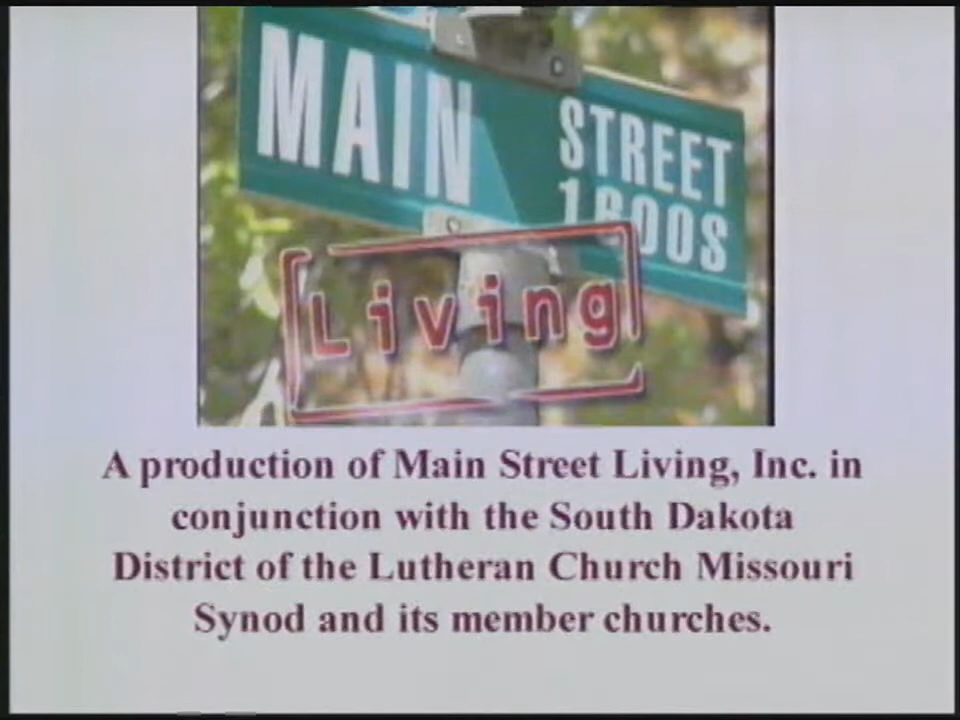 MAIN
STREET
1600S
Living
A production of Main Street Living, Inc. in
conjunction with the South Dakota
District of the Lutheran Church Missouri
Synod and its member churches.